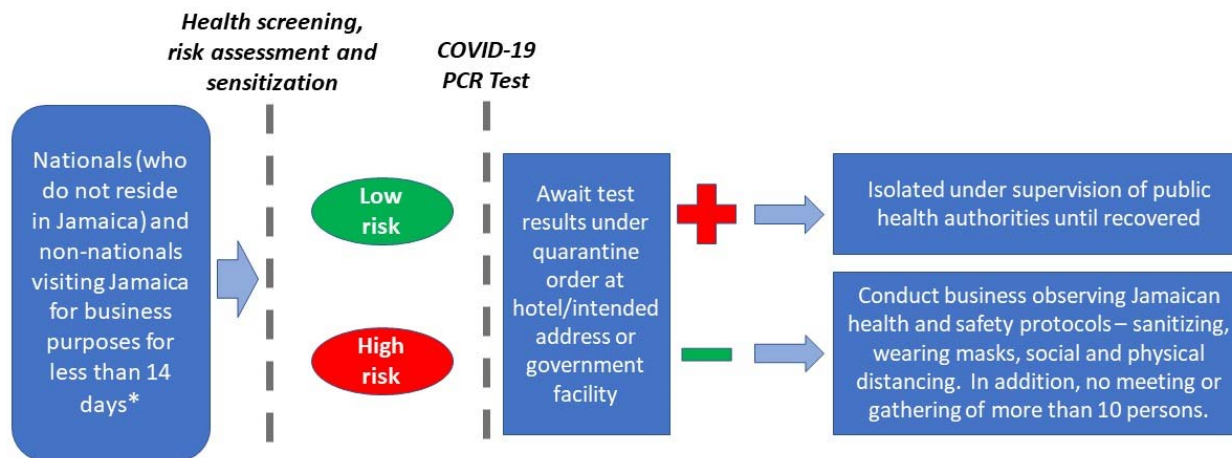 Health screening,
risk assessment and
sensitization
COVID-19
PCR Test
Nationals (who
do not reside
in Jamaica) and
non-nationals
visiting Jamaica
for business
purposes for
less than 14
days*
Low
risk
High
risk
Await test
results under
quarantine
order at
hotel/intended
address or
government
facility
Isolated under supervision of public
health authorities until recovered
Conduct business observing Jamaican
health and safety protocols – sanitizing,
wearing masks, social and physical
distancing. In addition, no meeting or
gathering of more than 10 persons.